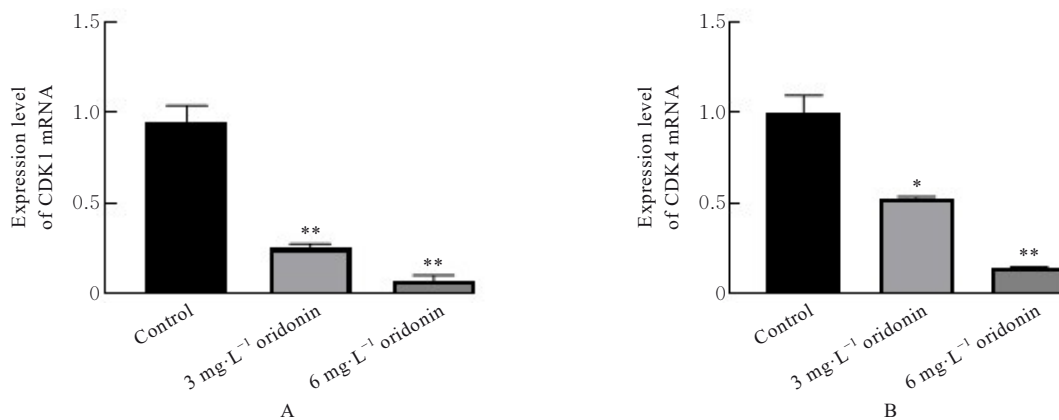 1.5
1.0
0.5
0
Expression level
of CDK1 mRNA
**
**
Control
3 mg·L⁻¹ oridonin
6 mg·L⁻¹ oridonin
A
1.5
1.0
0.5
0
Expression level
of CDK4 mRNA
*
**
Control
3 mg·L⁻¹ oridonin
6 mg·L⁻¹ oridonin
B